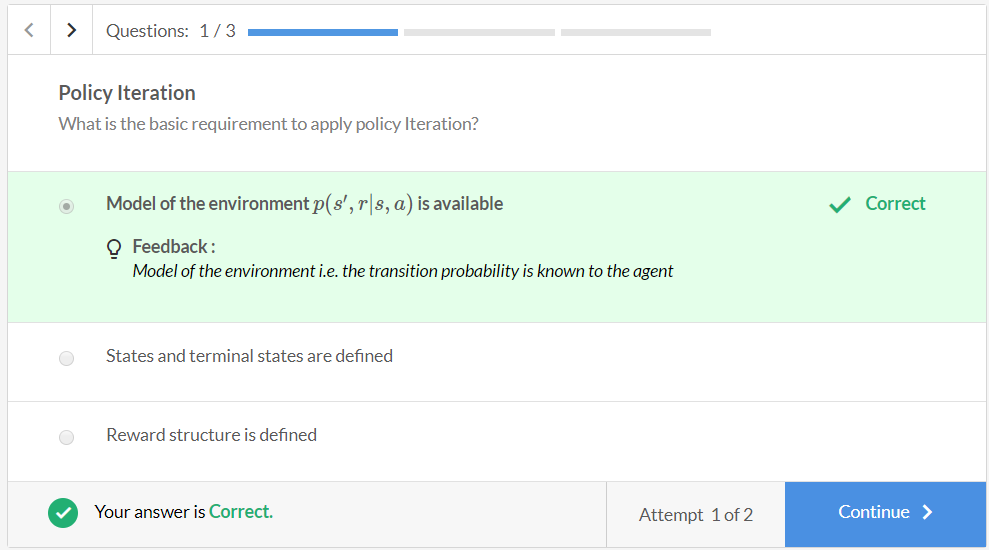 Questions: 1 / 3
Policy Iteration
What is the basic requirement to apply policy Iteration?
Model of the environment p(s′, r|s, a) is available
Correct
Feedback :
Model of the environment i.e. the transition probability is known to the agent
States and terminal states are defined
Reward structure is defined
Your answer is Correct.
Attempt 1 of 2
Continue